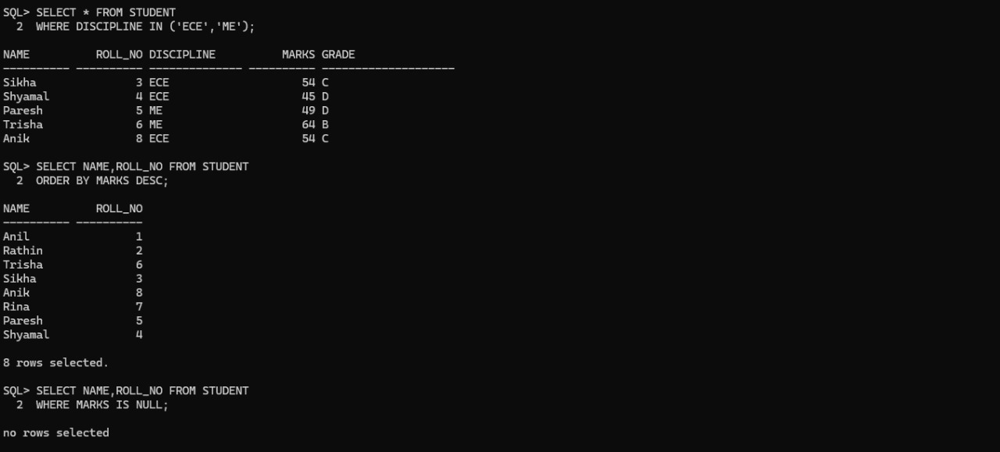 SQL> SELECT * FROM STUDENT
  2  WHERE DISCIPLINE IN ('ECE','ME');
NAME          ROLL_NO DISCIPLINE          MARKS GRADE
---------- ---------- -------------- ---------- --------------------
Sikha               3 ECE                    54 C
Shyamal             4 ECE                    45 D
Paresh              5 ME                     49 D
Trisha              6 ME                     64 B
Anik                8 ECE                    54 C
SQL> SELECT NAME,ROLL_NO FROM STUDENT
  2  ORDER BY MARKS DESC;
NAME          ROLL_NO
---------- ----------
Anil                1
Rathin              2
Trisha              6
Sikha               3
Anik                8
Rina                7
Paresh              5
Shyamal             4
8 rows selected.
SQL> SELECT NAME,ROLL_NO FROM STUDENT
  2  WHERE MARKS IS NULL;
no rows selected